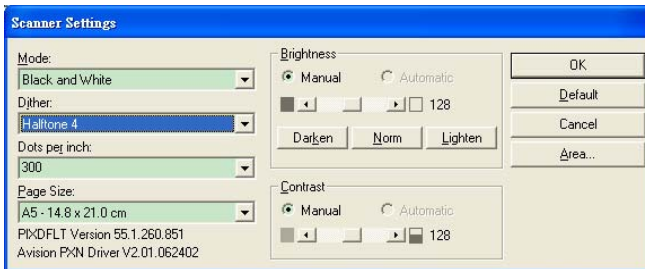 Scanner Settings
Mode:
Black and White
Dither:
Halftone 4
Dots per inch:
300
Page Size:
A5 - 14.8 x 21.0 cm
PIXDFLT Version 55.1.260.851
Avision PXN Driver V2.01.062402
Brightness
Manual Automatic
128
Darken Norm Lighten
Contrast
Manual Automatic
128
OK
Default
Cancel
Area...